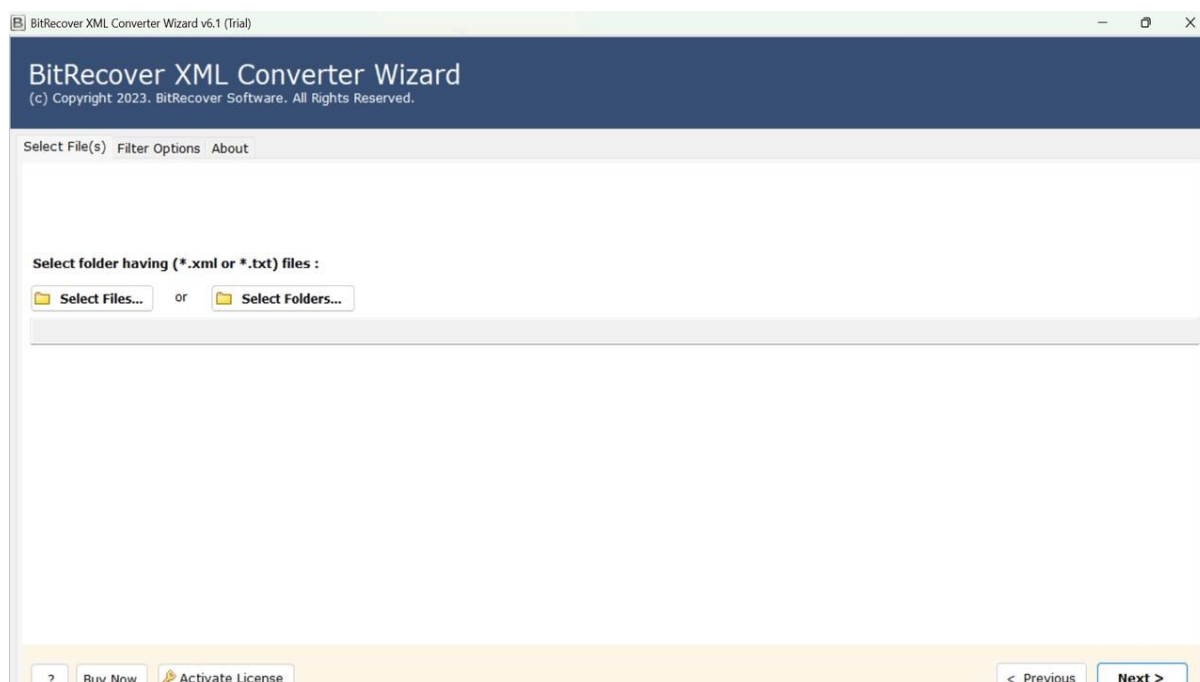 BitRecover XML Converter Wizard v6.1 (Trial)
BitRecover XML Converter Wizard
(c) Copyright 2023. BitRecover Software. All Rights Reserved.
Select File(s) Filter Options About
Select folder having (*.xml or *.txt) files :
Select Files... or Select Folders...
? Buy Now Activate License < Previous Next >